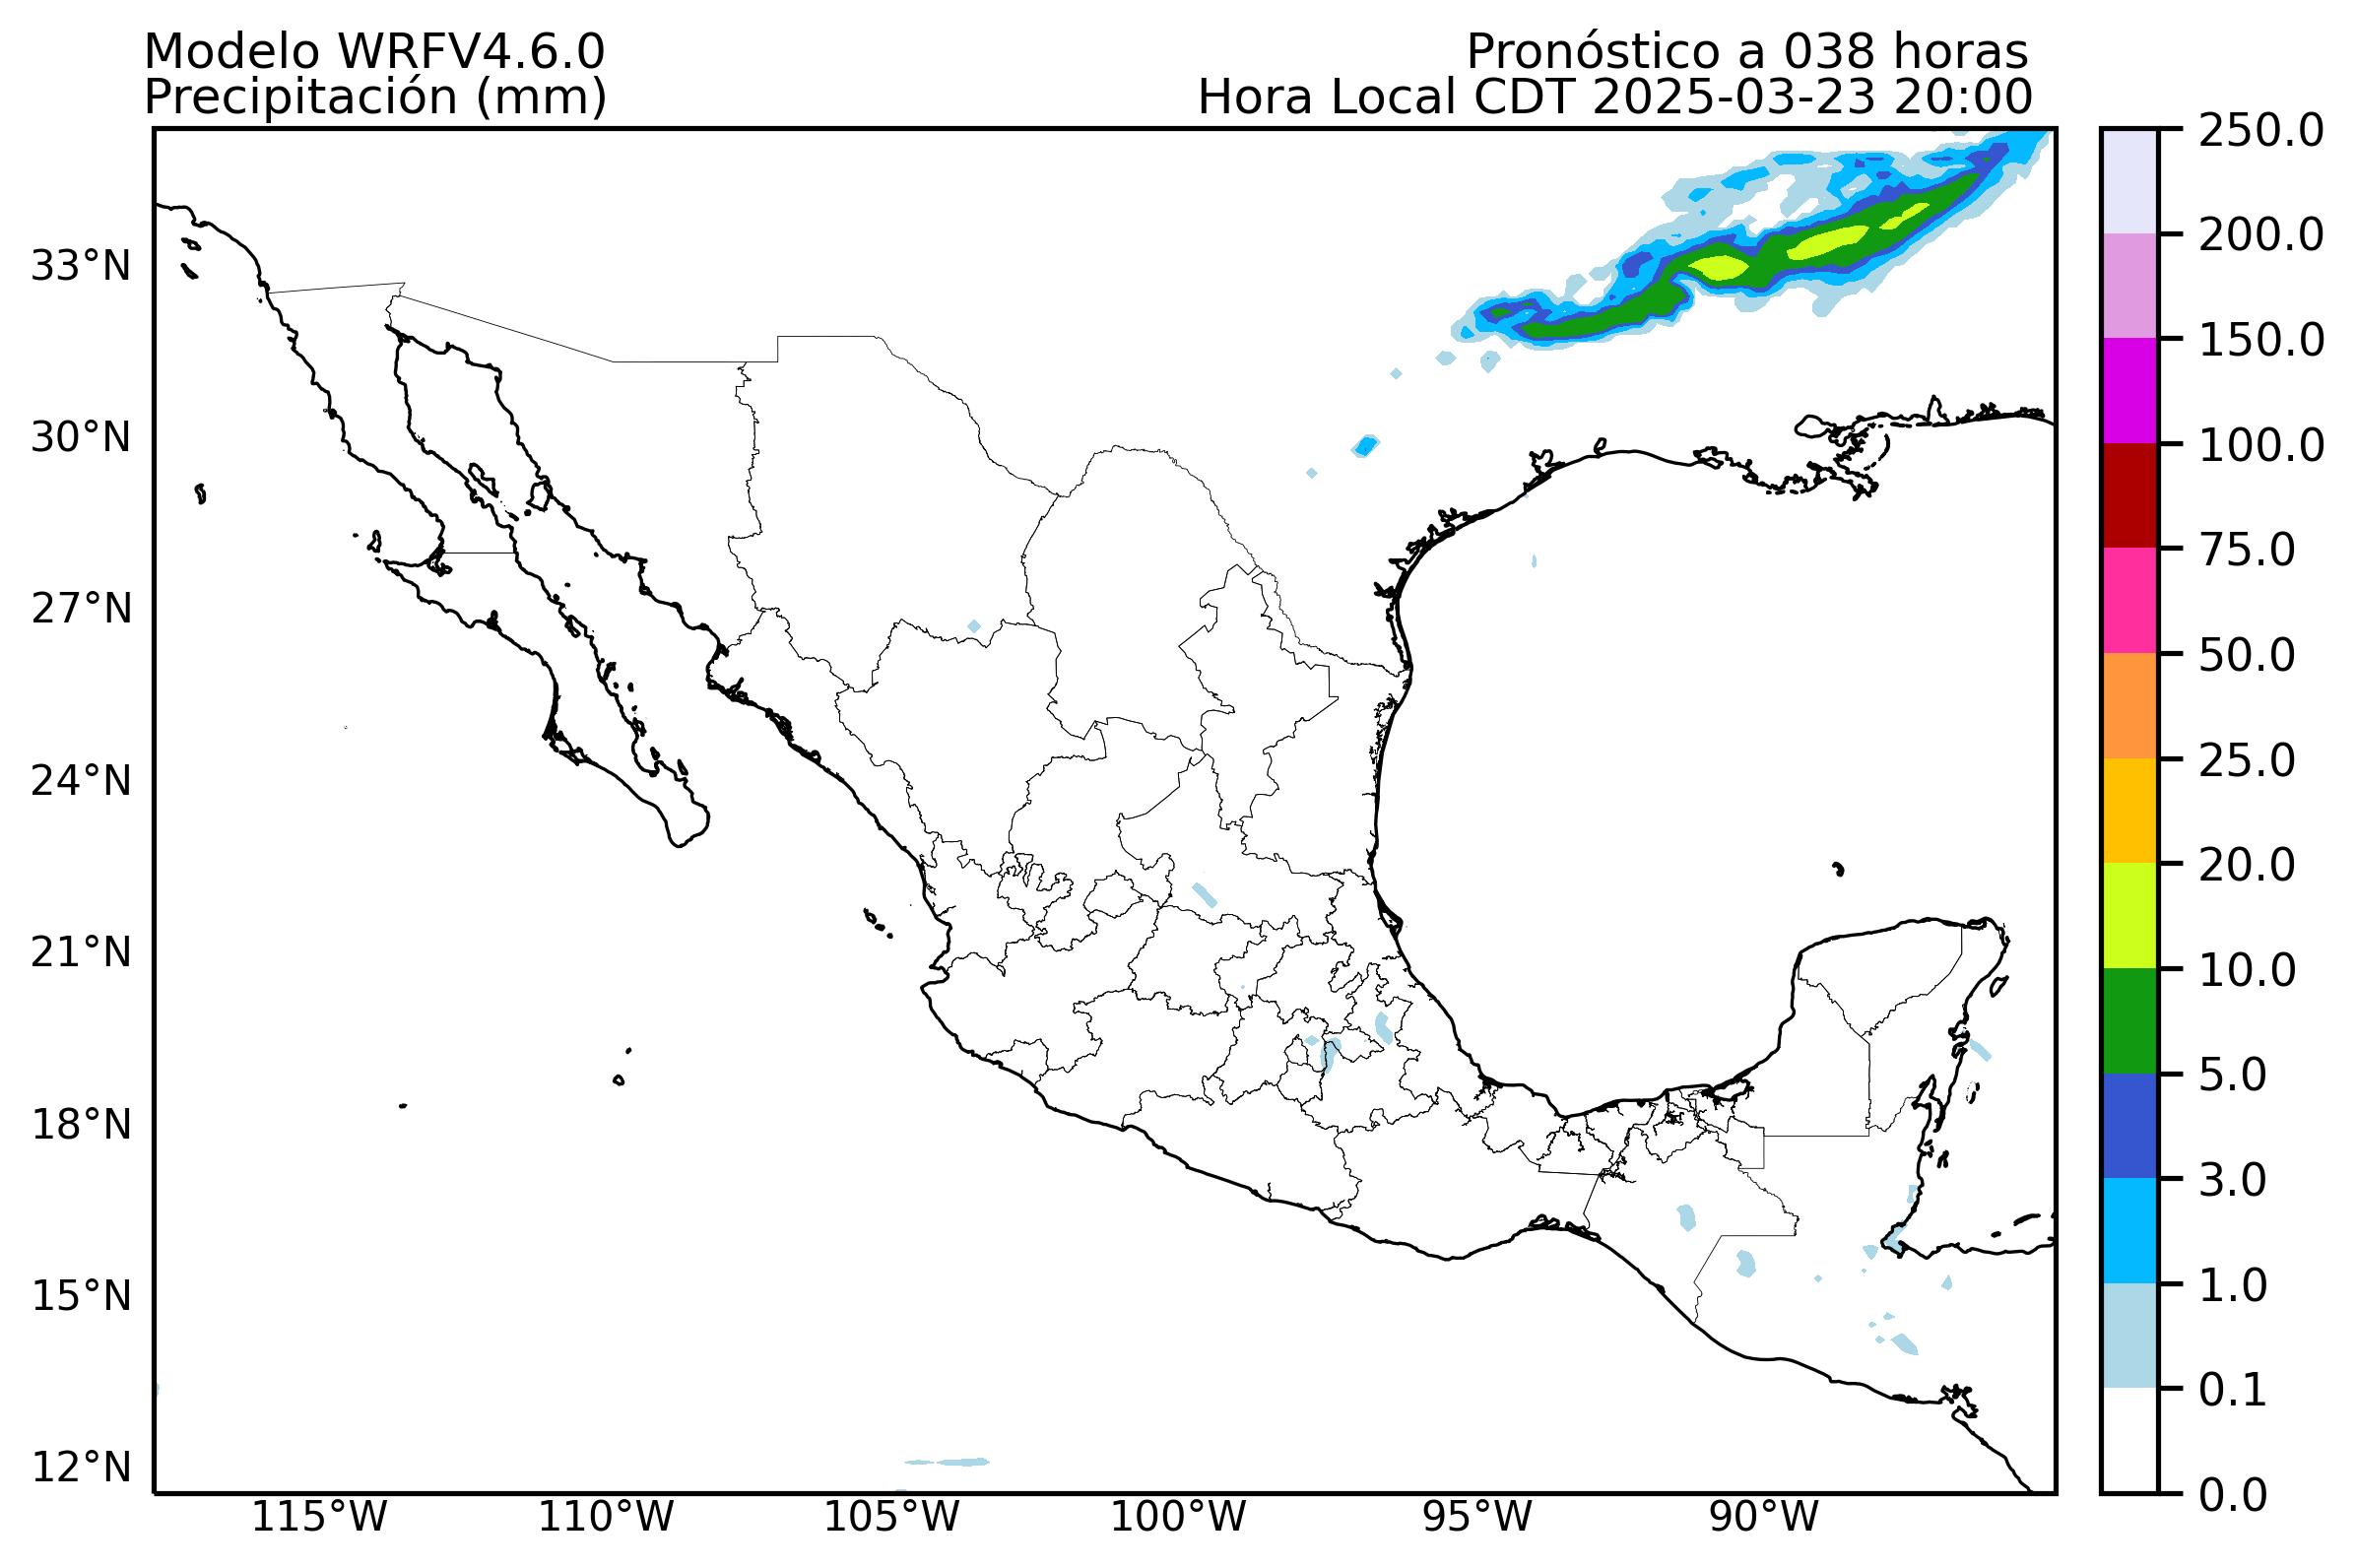 Modelo WRFV4.6.0
Precipitación (mm)
Pronóstico a 038 horas
Hora Local CDT 2025-03-23 20:00
33°N
30°N
27°N
24°N
21°N
18°N
15°N
12°N
115°W
110°W
105°W
100°W
95°W
90°W
250.0
200.0
150.0
100.0
75.0
50.0
25.0
20.0
10.0
5.0
3.0
1.0
0.1
0.0